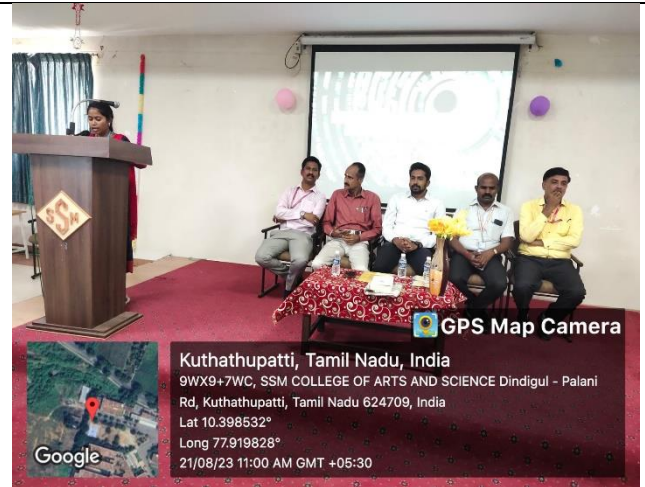 SSM
GPS Map Camera
Kuthathupatti, Tamil Nadu, India
9WX9+7WC, SSM COLLEGE OF ARTS AND SCIENCE Dindigul - Palani
Rd, Kuthathupatti, Tamil Nadu 624709, India
Lat 10.398532°
Long 77.919828°
21/08/23 11:00 AM GMT +05:30
Google